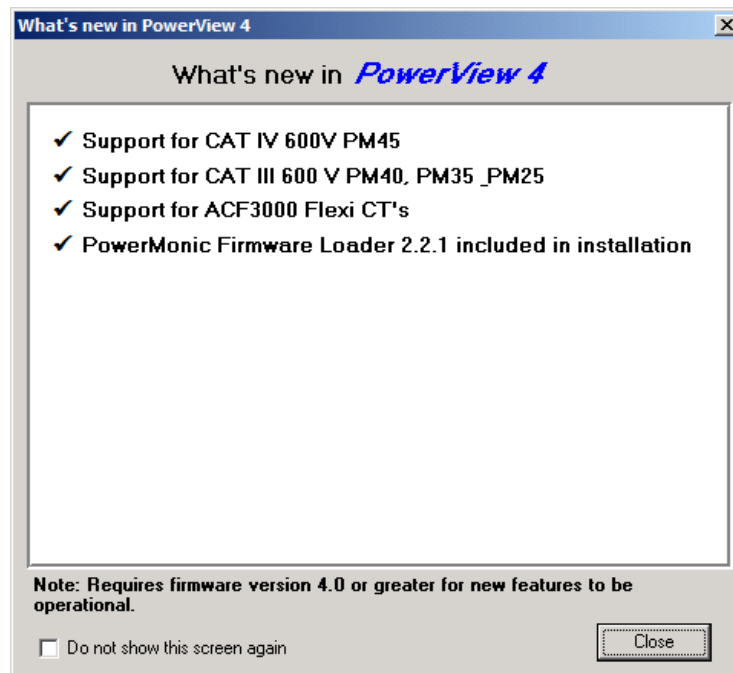 What's new in PowerView 4
What's new in PowerView 4
✓ Support for CAT IV 600V PM45
✓ Support for CAT III 600 V PM40, PM35 _PM25
✓ Support for ACF3000 Flexi CT's
✓ PowerMonic Firmware Loader 2.2.1 included in installation
Note: Requires firmware version 4.0 or greater for new features to be
operational.
Do not show this screen again
Close